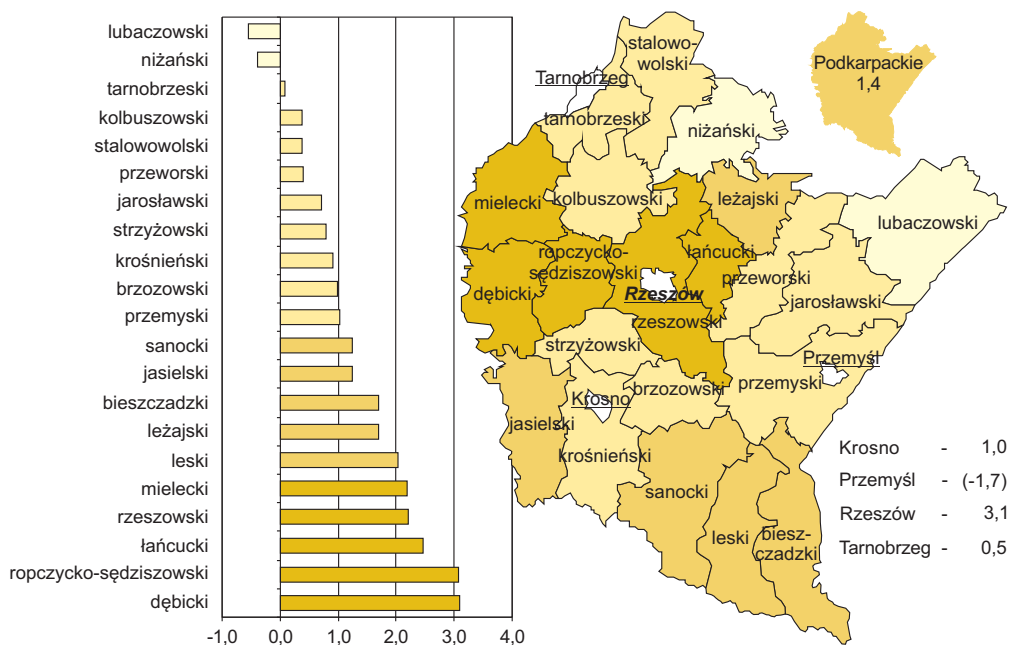 lubaczowski
niżański
tarnobrzeski
kolbuszowski
stalowowolski
przeworski
jarosławski
strzyżowski
krośnieński
brzozowski
przemyski
sanocki
jasielski
bieszczadzki
leżajski
leski
mielecki
rzeszowski
łańcucki
ropczycko-sędziszowski
dębicki
-1,0 0,0 1,0 2,0 3,0 4,0
stalowo-
wolski
Tarnobrzeg
tarnobrzeski
niżański
Podkarpackie
1,4
mielecki
kolbuszowski
leżajski
lubaczowski
ropczycko-
sędziszowski
łańcucki
przeworski
dębicki
Rzeszów
jarosławski
rzeszowski
strzyżowski
Przemyśl
przemyski
brzozowski
Krosno
jasielski
krośnieński
sanocki
leski
biesz-
czadzki
Krosno - 1,0
Przemyśl - (-1,7)
Rzeszów - 3,1
Tarnobrzeg - 0,5